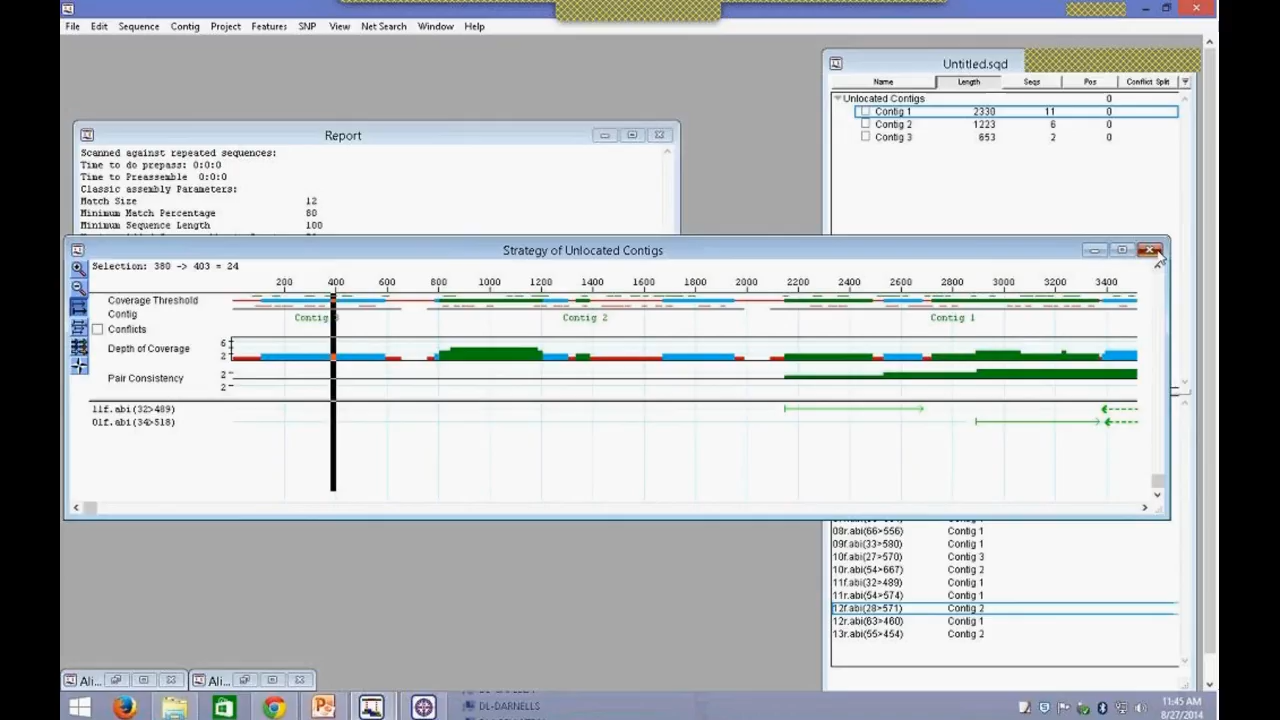 File Edit Sequence Contig Project Features SNP View Net Search Window Help
Untitled.sqd
Name Length Seqs Pos Conflict Split
Unlocated Contigs 0
Contig 1 2330 11 0
Contig 2 1223 6 0
Contig 3 653 2 0
Report
Scanned against repeated sequences:
Time to do prepass: 0:0:0
Time to Preassemble 0:0:0
Classic assembly Parameters:
Match Size 12
Minimum Match Percentage 80
Minimum Sequence Length 100
Strategy of Unlocated Contigs
Selection: 380 -> 403 = 24
200 400 600 800 1000 1200 1400 1600 1800 2000 2200 2400 2600 2800 3000 3200 3400
Coverage Threshold
Contig
Contig 3 Contig 2 Contig 1
Conflicts
6
Depth of Coverage 2
Pair Consistency 2
2
11f.abi(32>489)
01f.abi(34>518)
08r.abi(66>556) Contig 1
09f.abi(33>580) Contig 1
10f.abi(27>570) Contig 3
10r.abi(54>667) Contig 2
11f.abi(32>489) Contig 1
11r.abi(54>574) Contig 1
12f.abi(28>571) Contig 2
12r.abi(63>460) Contig 1
13r.abi(55>454) Contig 2
Ali... Ali...
DL-DARNELLS
11:45 AM
8/27/2014